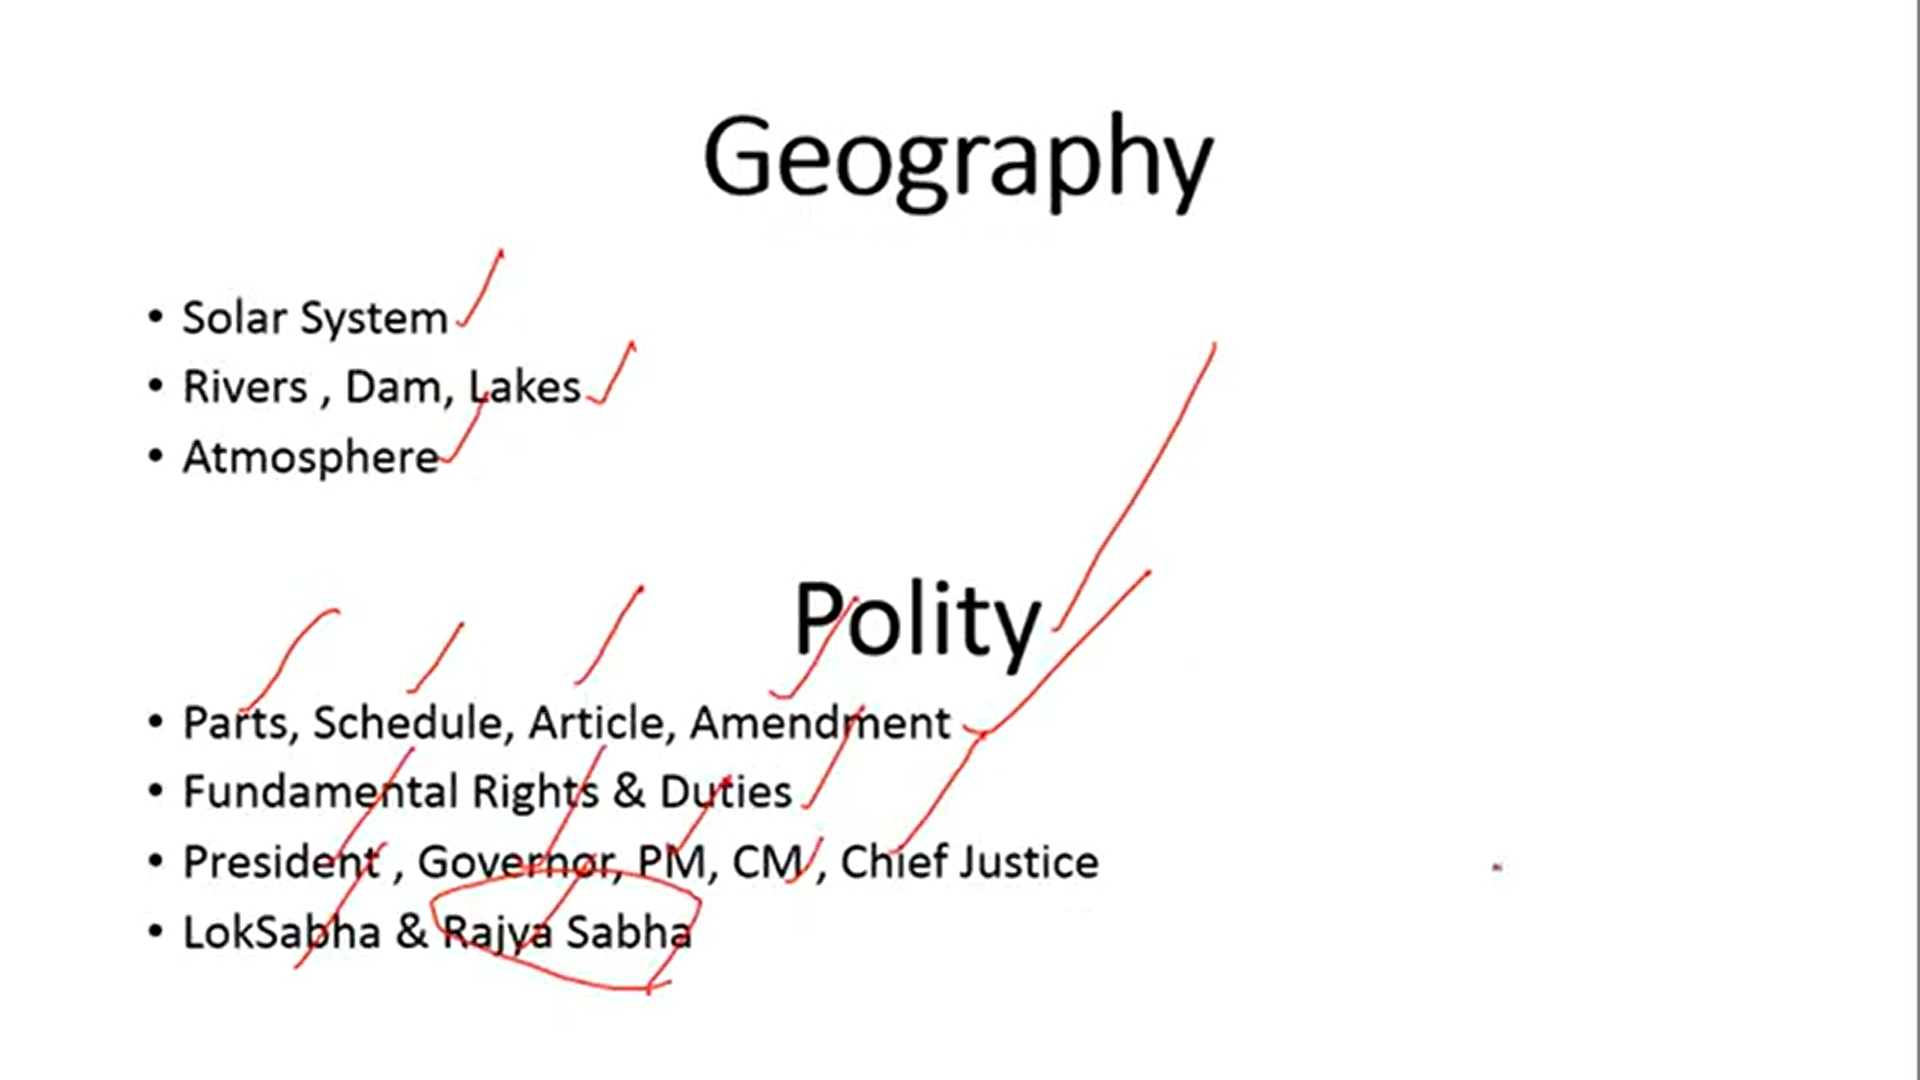 Geography
• Solar System
• Rivers , Dam, Lakes
• Atmosphere
Polity
• Parts, Schedule, Article, Amendment
• Fundamental Rights & Duties
• President , Governor, PM, CM , Chief Justice
• LokSabha & Rajya Sabha